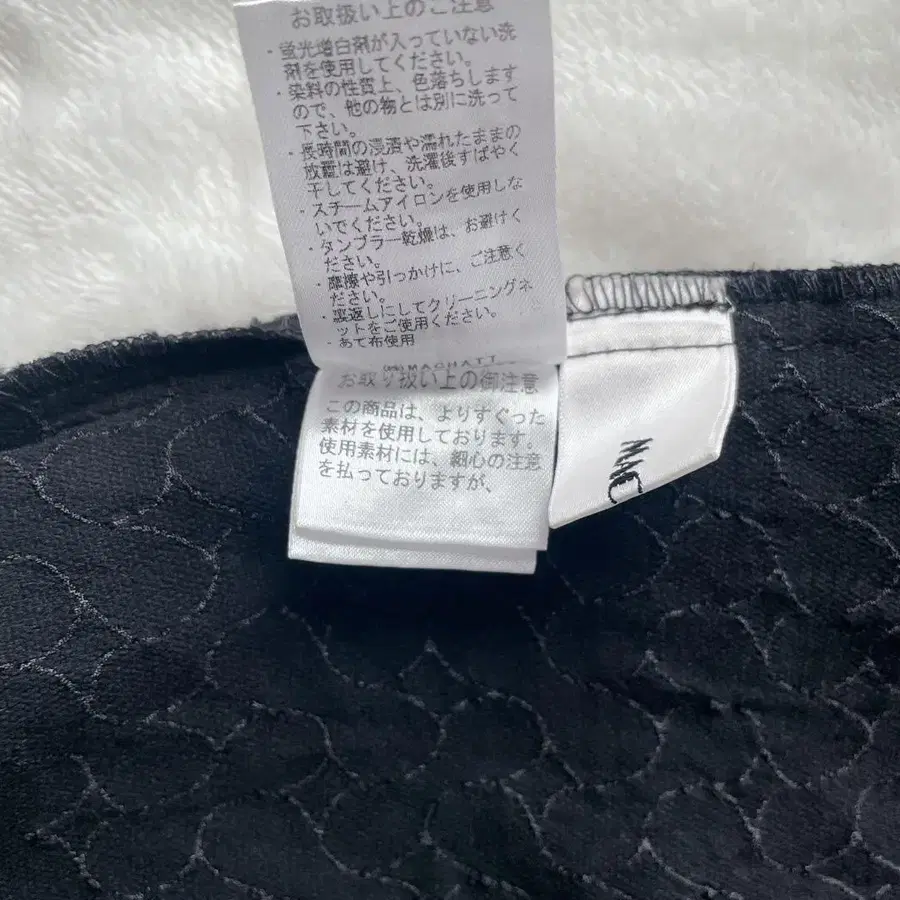 お取扱い上のご注意
・蛍光増白剤が入っていない洗
剤を使用してください。
・染料の性質上、色落ちします
ので、他の物とは別に洗って
下さい。
・長時間の浸漬や濡れたままの
放置は避け、洗濯後すばやく
干してください。
・スチームアイロンを使用しな
いでください。
・タンブラー乾燥は、お避けく
ださい。
・摩擦や引っかけに、ご注意く
ださい。
・裏返しにしてクリーニングネ
ットをご使用ください。
・あて布使用
MACHATT
お取り扱い上の御注意
この商品は、よりすぐった
素材を使用しております。
使用素材には、細心の注意
を払っておりますが、
MAC